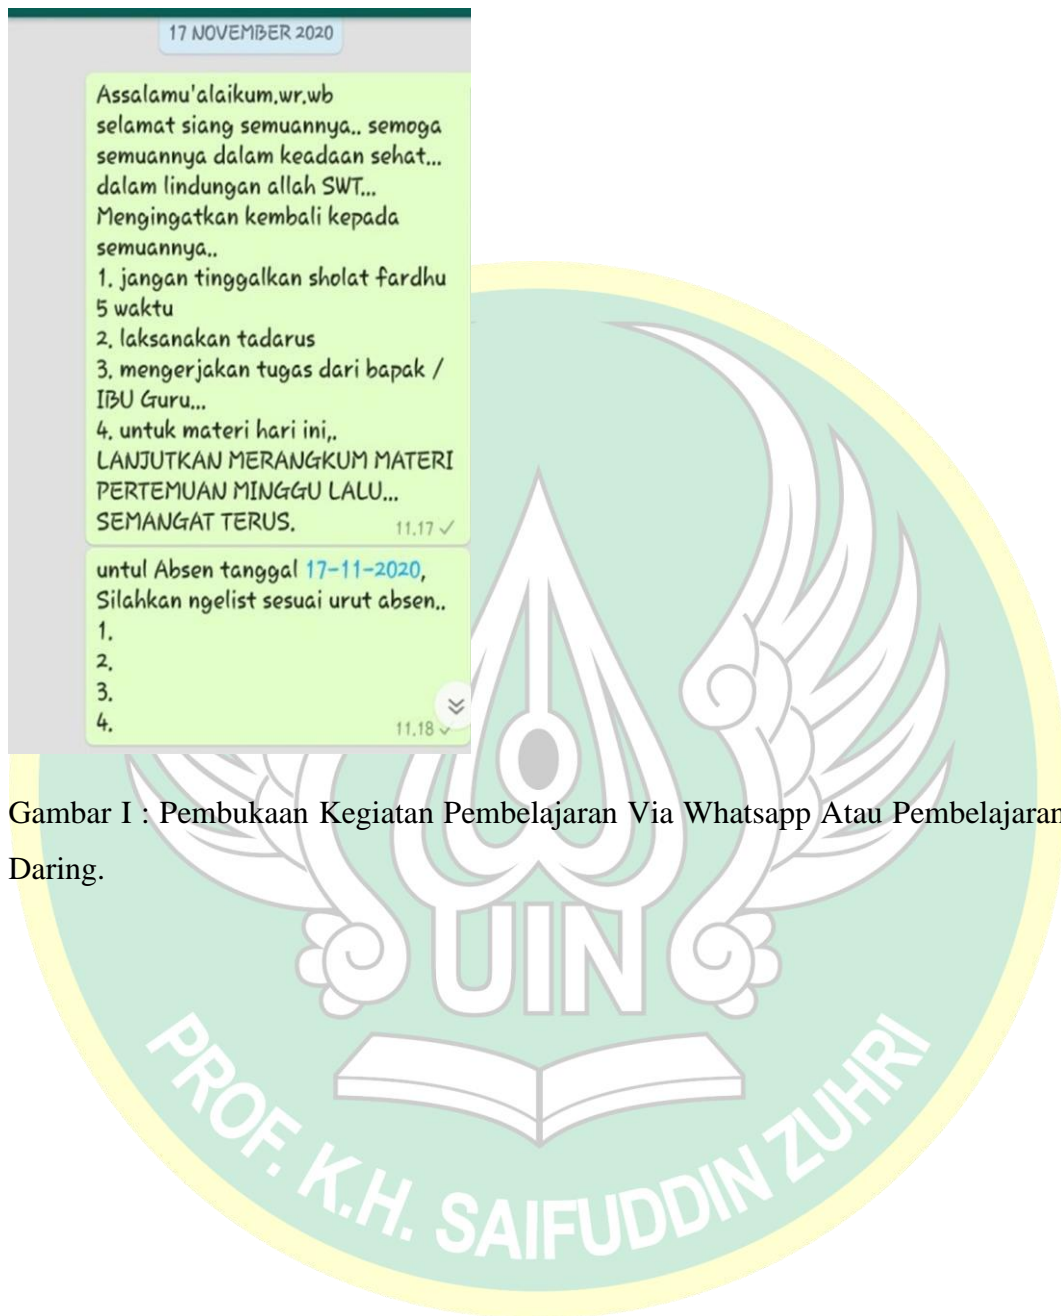 17 NOVEMBER 2020
Assalamu'alaikum.wr.wb
selamat siang semuannya.. semoga
semuannya dalam keadaan sehat...
dalam lindungan allah SWT...
Mengingatkan kembali kepada
semuannya..
1. jangan tinggalkan sholat fardhu
5 waktu
2. laksanakan tadarus
3. mengerjakan tugas dari bapak /
IBU Guru...
4. untuk materi hari ini,.
LANJUTKAN MERANGKUM MATERI
PERTEMUAN MINGGU LALU...
SEMANGAT TERUS.
11.17
untul Absen tanggal 17-11-2020,
Silahkan ngelist sesuai urut absen..
1.
2.
3.
4.
11.18
Gambar I : Pembukaan Kegiatan Pembelajaran Via Whatsapp Atau Pembelajaran
Daring.
UIN
PROF. K.H. SAIFUDDIN ZUHRI